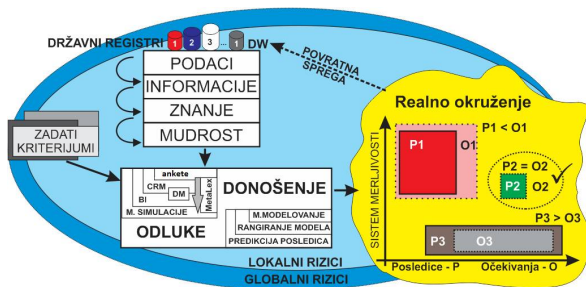 DRŽAVNI REGISTRI 1 2 3 ... 1 DW
PODACI
INFORMACIJE
ZNANJE
MUDROST
POVRATNA
SPREGA
ZADATI
KRITERIJUMI
ankete
CRM
DM
BI
MetaLex
M. SIMULACIJE
DONOŠENJE
ODLUKE
M.MODELOVANJE
RANGIRANJE MODELA
PREDIKCIJA POSLEDICA
LOKALNI RIZICI
GLOBALNI RIZICI
Realno okruženje
SISTEM MERLJIVOSTI
P1 < O1
P1 O1
P2 = O2
P2 O2
P3 > O3
P3 O3
Posledice - P Očekivanja - O